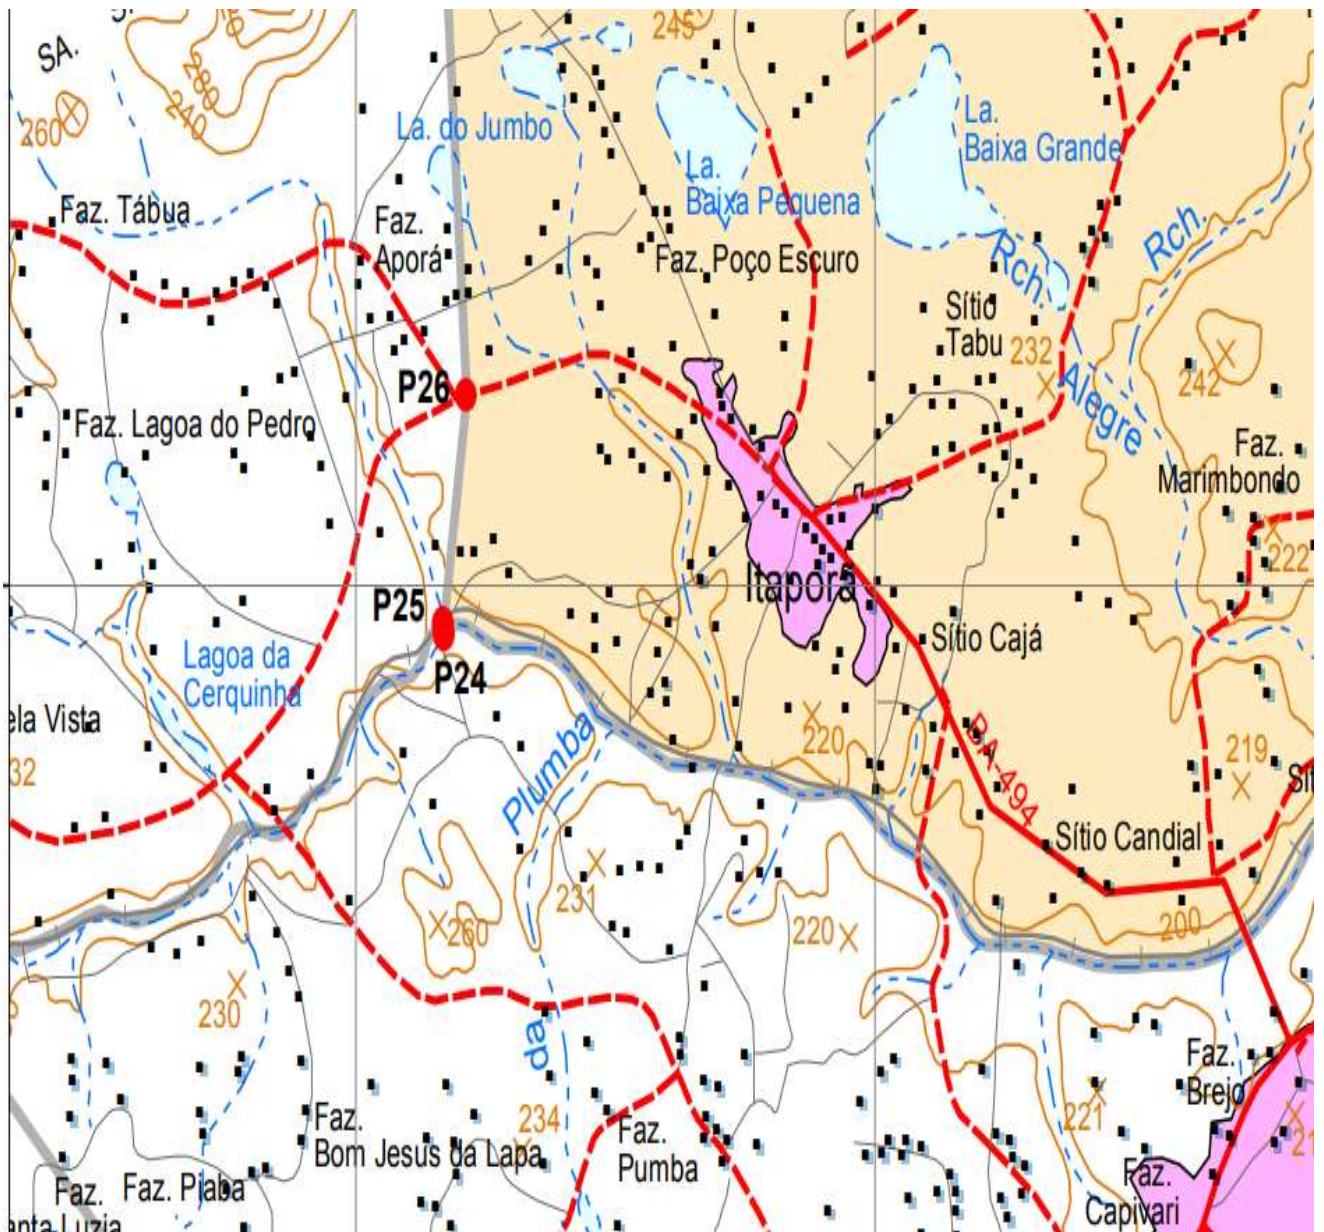 SA.
245
280
240
260
La. do Jumbo
La.
Baixa Grande
La.
Baixa Pequena
Faz. Tábua
Faz.
Aporá
Faz. Poço Escuro
Rch.
Rch.
Sítio
Tabu
232
242
P26
Alegre
Faz. Lagoa do Pedro
Faz.
Marimbondo
222
Itaporã
P25
Sítio Cajá
Lagoa da
Cerquinha
P24
ela Vista
32
220
BA-494
219
Plumba
Sít
Sítio Candial
231
260
220
200
230
da
Faz.
Brejo
234
221
21
Faz.
Bom Jesus da Lapa
Faz.
Pumba
Faz.
Capivari
Faz. Piaba
Faz.
anta Luzia